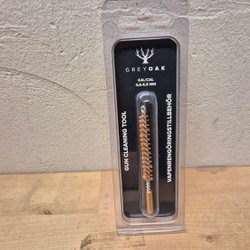 GREYOAK
KAL/CAL
GUN CLEANING TOOL
VAPENRENGÖRINGSTILLBEHÖR